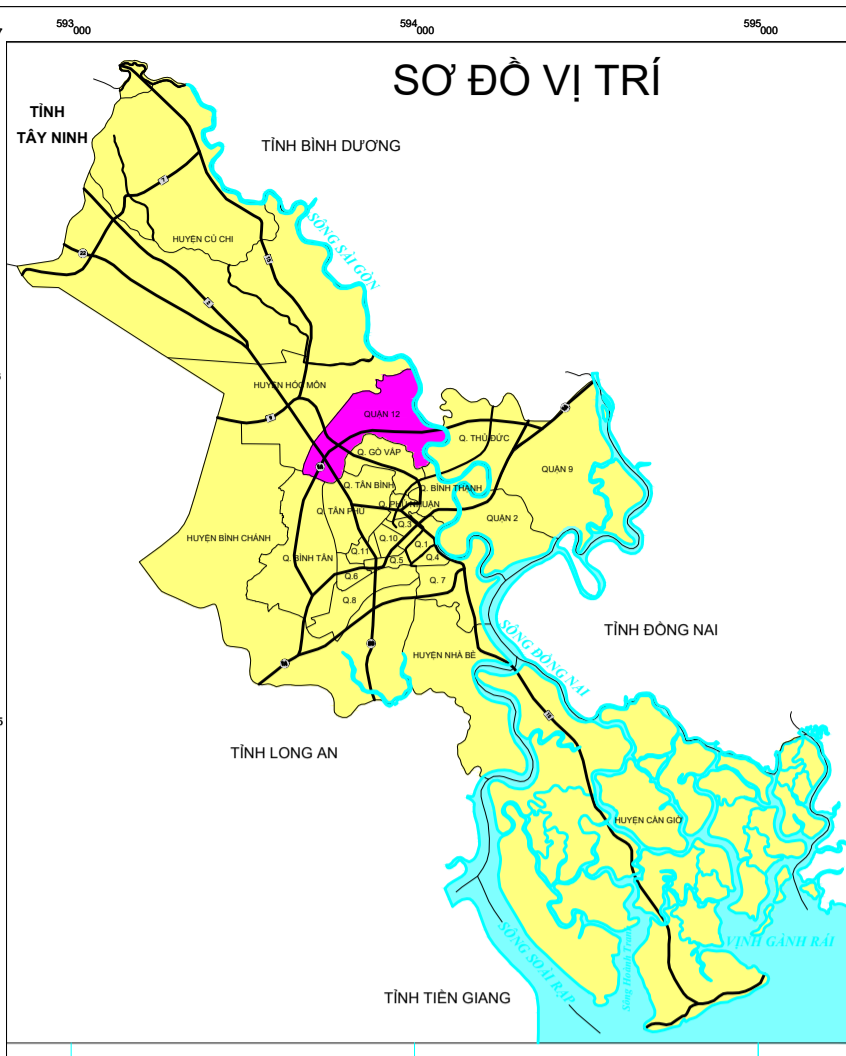 593000
594000
595000
SƠ ĐỒ VỊ TRÍ
TỈNH
TÂY NINH
TỈNH BÌNH DƯƠNG
HUYỆN CỦ CHI
SÔNG SÀI GÒN
HUYỆN HÓC MÔN
QUẬN 12
Q. THỦ ĐỨC
Q. GÒ VẤP
QUẬN 9
Q. TÂN BÌNH
Q. BÌNH THẠNH
Q. PHÚ NHUẬN
Q. TÂN PHÚ
QUẬN 2
Q.3
HUYỆN BÌNH CHÁNH
Q.10
Q.1
Q.11
Q. BÌNH TÂN
Q.4
Q.5
Q.6
Q. 7
Q.8
SÔNG ĐỒNG NAI
TỈNH ĐỒNG NAI
HUYỆN NHÀ BÈ
TỈNH LONG AN
HUYỆN CẦN GIỜ
VỊNH GÀNH RÁI
SÔNG SOÀI RẠP
TỈNH TIỀN GIANG